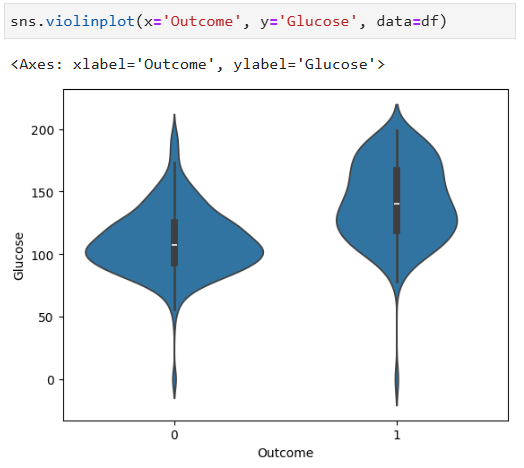 sns.violinplot(x='Outcome', y='Glucose', data=df)
<Axes: xlabel='Outcome', ylabel='Glucose'>
200
150
100
50
0
Glucose
0 1
Outcome